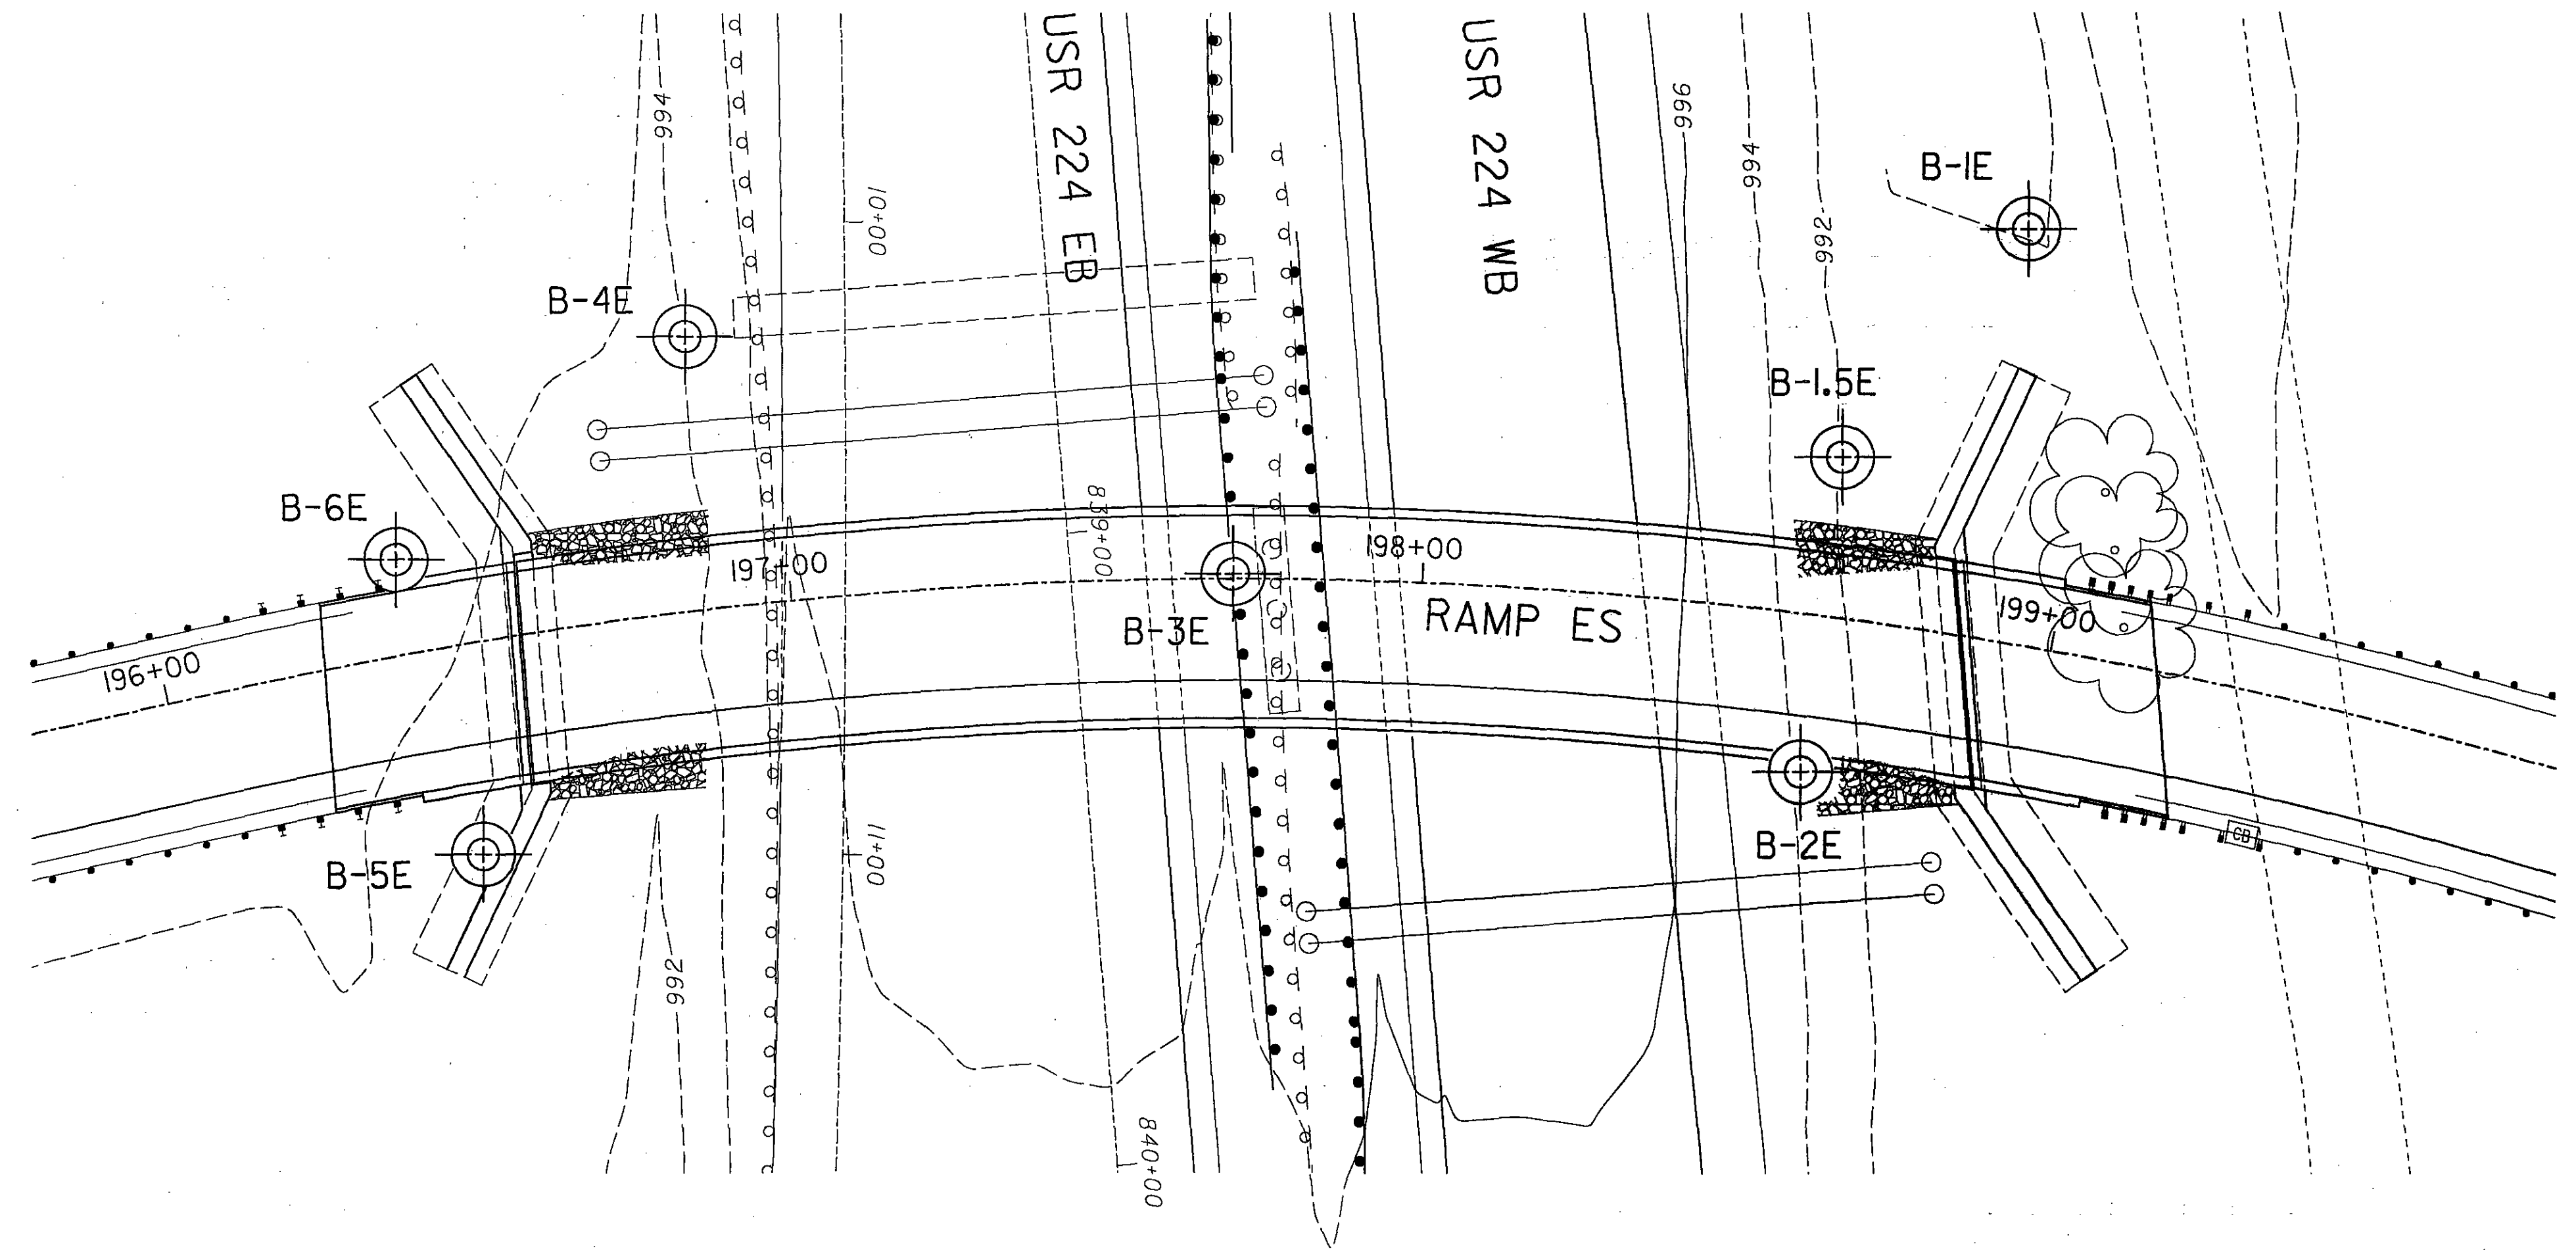 USR 224 EB
USR 224 WB
994
996
994
992
10+00
B-1E
B-4E
B-1.5E
B-6E
839+00
197+00
198+00
RAMP ES
B-3E
199+00
196+00
B-5E
11+00
B-2E
CB
992
840+00